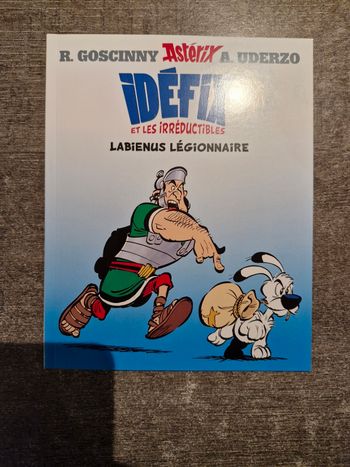 R. GOSCINNY Astérix A. UDERZO
IDÉFIX
ET LES IRRÉDUCTIBLES
LABIENUS LÉGIONNAIRE